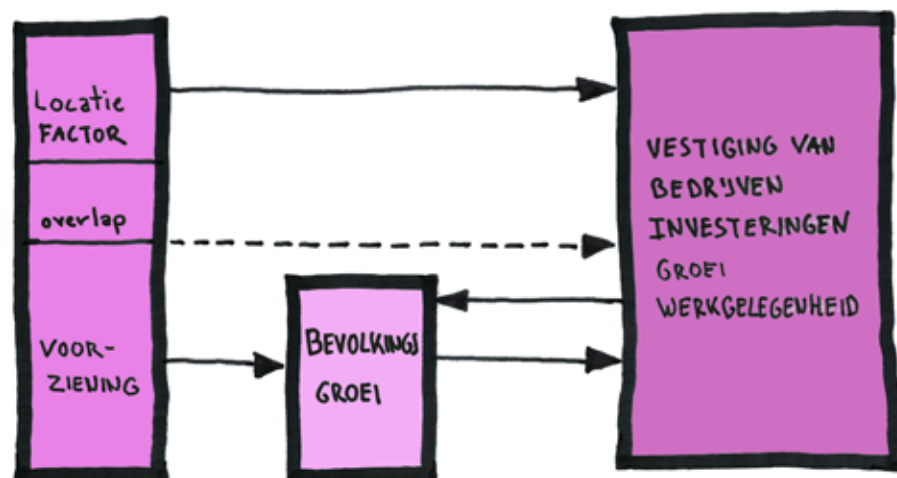 Locatie
FACTOR
overlap
VOOR-
ZIENING
BEVOLKINGS
GROEI
VESTIGING VAN
BEDRIJVEN
INVESTERINGEN
GROEI
WERKGELEGENHEID